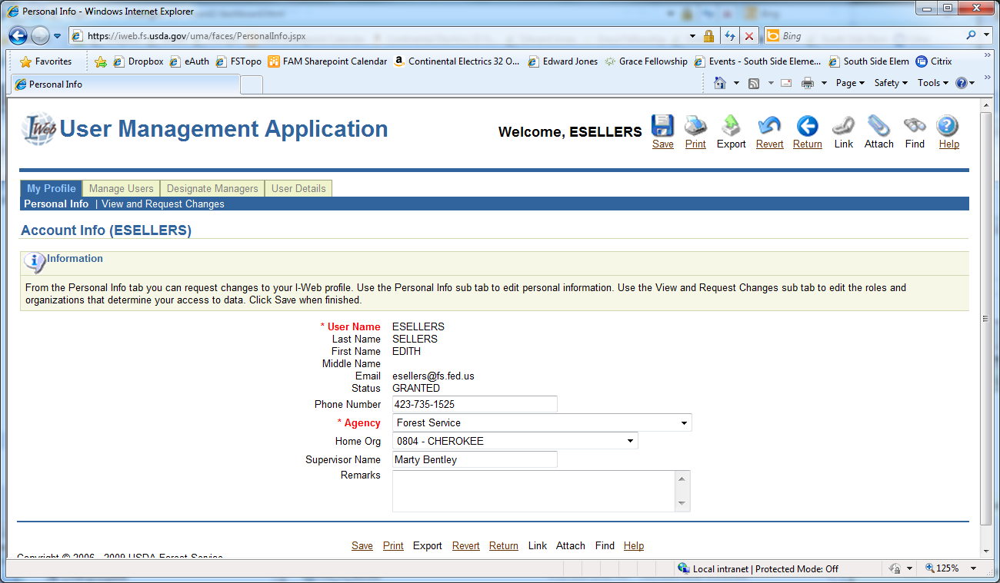 Personal Info - Windows Internet Explorer
https://iweb.fs.usda.gov/uma/faces/PersonalInfo.jspx
Bing
Favorites Dropbox eAuth FSTopo FAM Sharepoint Calendar Continental Electrics 32 O... Edward Jones Grace Fellowship Events - South Side Eleme... South Side Elem Citrix
Personal Info
Page Safety Tools
I-Web User Management Application
Welcome, ESELLERS
Save Print Export Revert Return Link Attach Find Help
My Profile Manage Users Designate Managers User Details
Personal Info | View and Request Changes
Account Info (ESELLERS)
Information
From the Personal Info tab you can request changes to your I-Web profile. Use the Personal Info sub tab to edit personal information. Use the View and Request Changes sub tab to edit the roles and
organizations that determine your access to data. Click Save when finished.
* User Name ESELLERS
Last Name SELLERS
First Name EDITH
Middle Name
Email esellers@fs.fed.us
Status GRANTED
Phone Number 423-735-1525
* Agency Forest Service
Home Org 0804 - CHEROKEE
Supervisor Name Marty Bentley
Remarks
Save Print Export Revert Return Link Attach Find Help
Copyright © 2006 - 2009 USDA Forest Service
Local intranet | Protected Mode: Off
125%